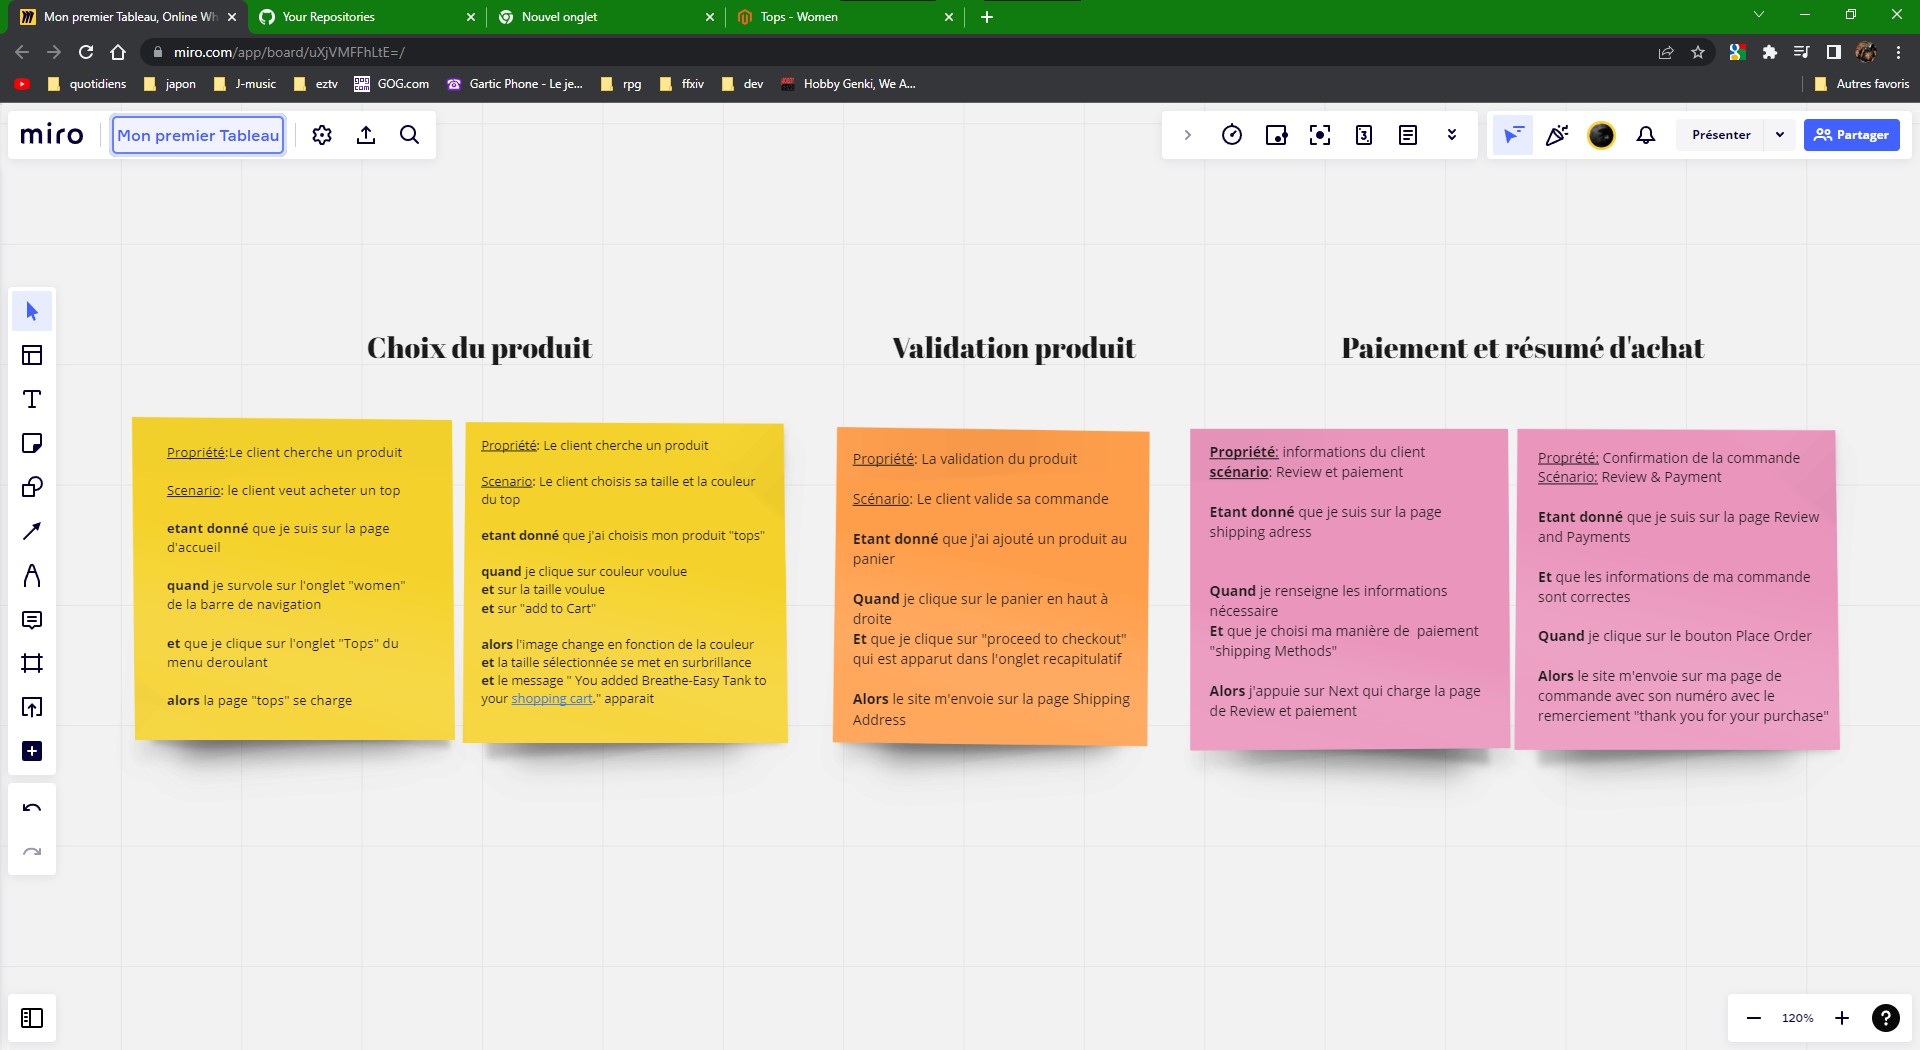 Mon premier Tableau, Online Wh
Your Repositories
Nouvel onglet
Tops - Women
miro.com/app/board/uXjVMFFhLtE=/
quotidiens
japon
J-music
eztv
GOG.com
Gartic Phone - Le je...
rpg
ffxiv
dev
Hobby Genki, We A...
Autres favoris
miro
Mon premier Tableau
Présenter
Partager
Choix du produit
Validation produit
Paiement et résumé d'achat
Propriété:Le client cherche un produit
Scenario: le client veut acheter un top
etant donné que je suis sur la page
d'accueil
quand je survole sur l'onglet "women"
de la barre de navigation
et que je clique sur l'onglet "Tops" du
menu deroulant
alors la page "tops" se charge
Propriété: Le client cherche un produit
Scenario: Le client choisis sa taille et la couleur
du top
etant donné que j'ai choisis mon produit "tops"
quand je clique sur couleur voulue
et sur la taille voulue
et sur "add to Cart"
alors l'image change en fonction de la couleur
et la taille sélectionnée se met en surbrillance
et le message " You added Breathe-Easy Tank to
your shopping cart." apparait
Propriété: La validation du produit
Scénario: Le client valide sa commande
Etant donné que j'ai ajouté un produit au
panier
Quand je clique sur le panier en haut à
droite
Et que je clique sur "proceed to checkout"
qui est apparut dans l'onglet recapitulatif
Alors le site m'envoie sur la page Shipping
Address
Propriété: informations du client
scénario: Review et paiement
Etant donné que je suis sur la page
shipping adress
Quand je renseigne les informations
nécessaire
Et que je choisi ma manière de  paiement
"shipping Methods"
Alors j'appuie sur Next qui charge la page
de Review et paiement
Proprété: Confirmation de la commande
Scénario: Review & Payment
Etant donné que je suis sur la page Review
and Payments
Et que les informations de ma commande
sont correctes
Quand je clique sur le bouton Place Order
Alors le site m'envoie sur ma page de
commande avec son numéro avec le
remerciement "thank you for your purchase"
120%